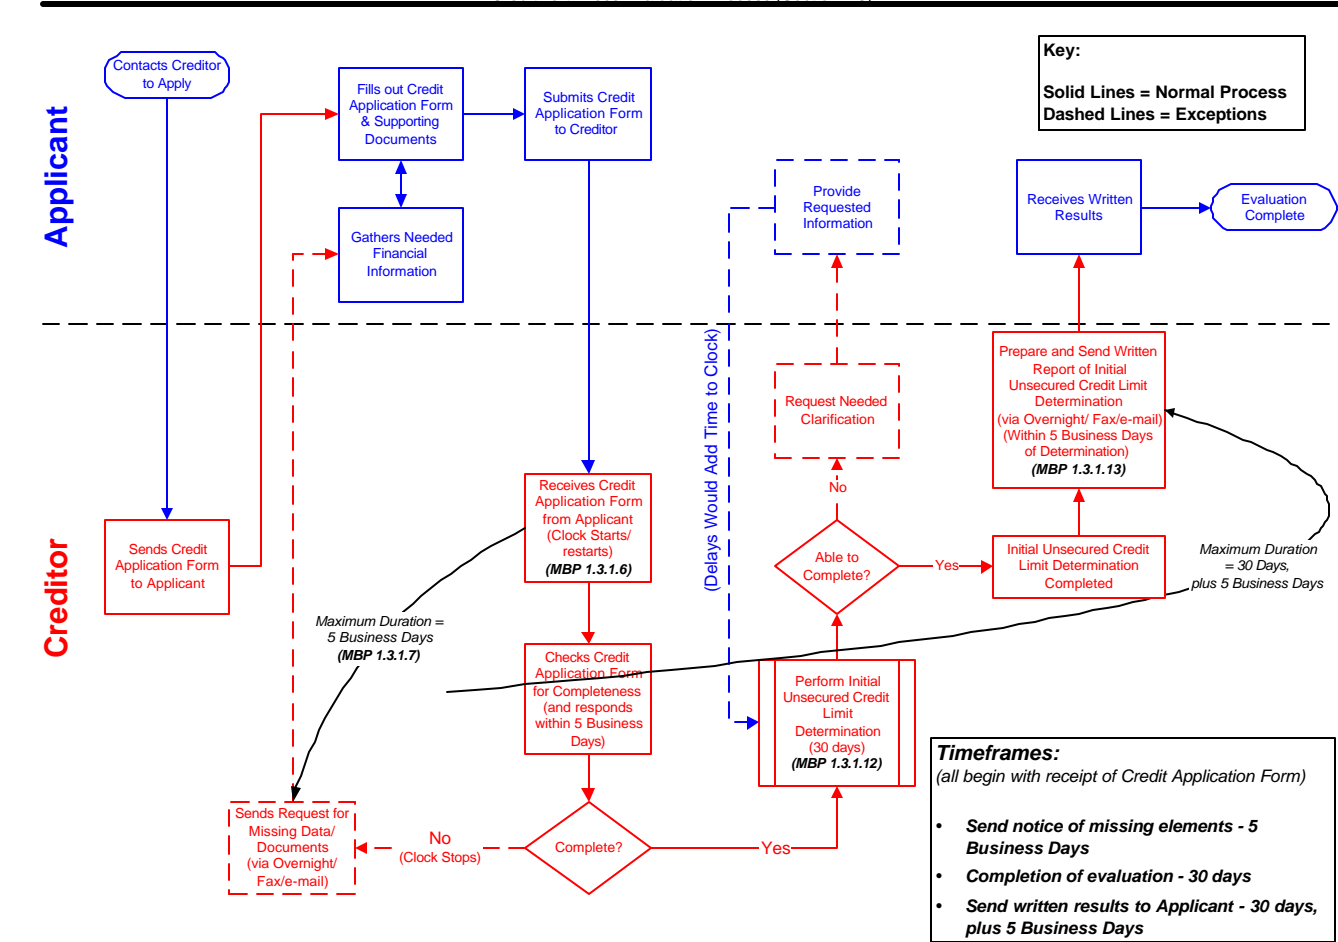 Key:
Solid Lines = Normal Process
Dashed Lines = Exceptions
Applicant
Contacts Creditor
to Apply
Fills out Credit
Application Form
& Supporting
Documents
Submits Credit
Application Form
to Creditor
Gathers Needed
Financial
Information
Provide
Requested
Information
Receives Written
Results
Evaluation
Complete
Creditor
Sends Credit
Application Form
to Applicant
Receives Credit
Application Form
from Applicant
(Clock Starts/
restarts)
(MBP 1.3.1.6)
Maximum Duration =
5 Business Days
(MBP 1.3.1.7)
Checks Credit
Application Form
for Completeness
(and responds
within 5 Business
Days)
Complete?
No
(Clock Stops)
Sends Request for
Missing Data/
Documents
(via Overnight/
Fax/e-mail)
Yes
(Delays Would Add Time to Clock)
Perform Initial
Unsecured Credit
Limit
Determination
(30 days)
(MBP 1.3.1.12)
Able to
Complete?
No
Request Needed
Clarification
Yes
Initial Unsecured Credit
Limit Determination
Completed
Prepare and Send Written
Report of Initial
Unsecured Credit Limit
Determination
(via Overnight/ Fax/e-mail)
(Within 5 Business Days
of Determination)
(MBP 1.3.1.13)
Maximum Duration
= 30 Days,
plus 5 Business Days
Timeframes:
(all begin with receipt of Credit Application Form)
• Send notice of missing elements - 5
Business Days
• Completion of evaluation - 30 days
• Send written results to Applicant - 30 days,
plus 5 Business Days